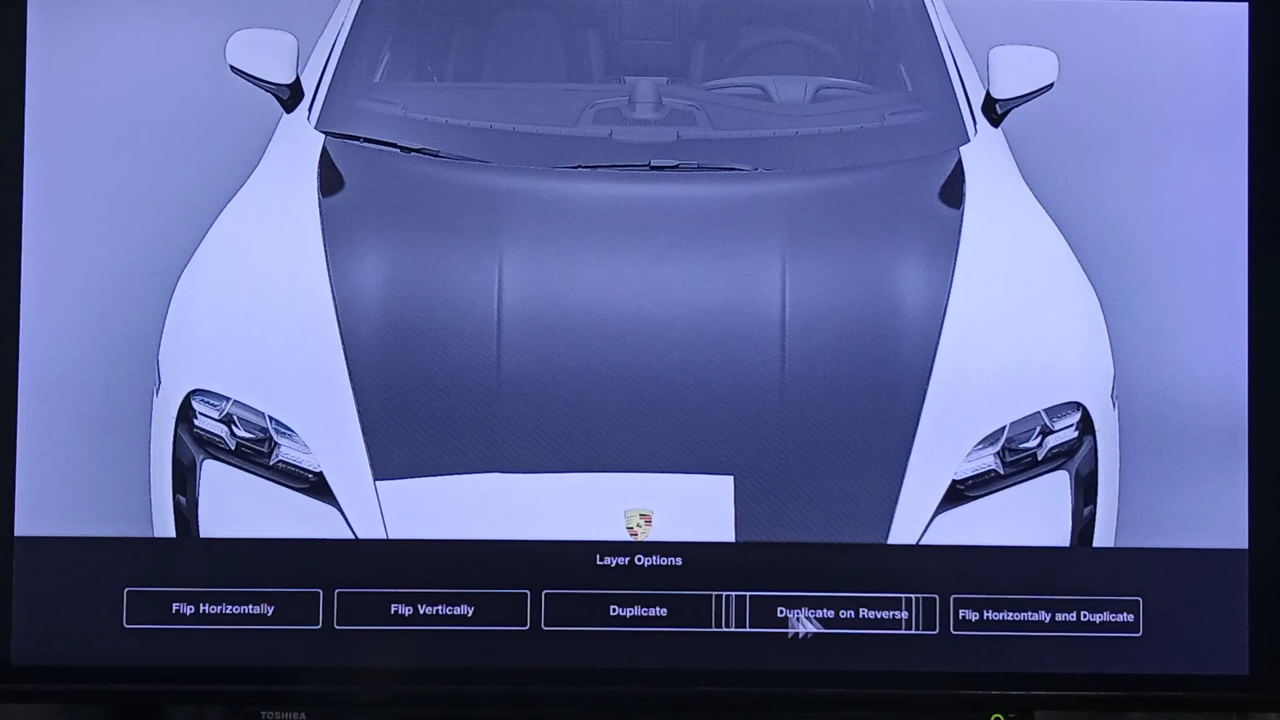 Layer Options
Flip Horizontally
Flip Vertically
Duplicate
Duplicate on Reverse
Flip Horizontally and Duplicate
TOSHIBA